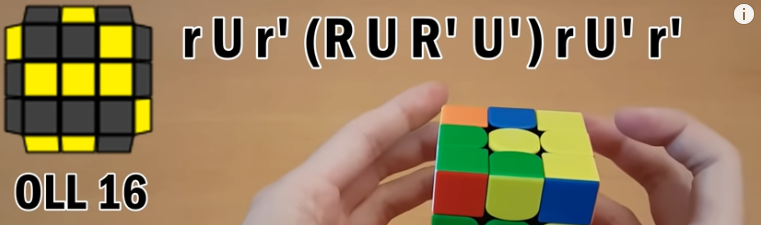 r U r' (R U R' U') r U' r'
OLL 16